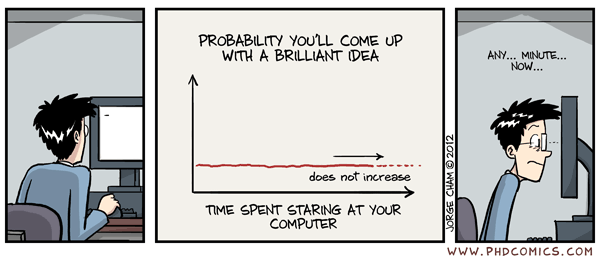 PROBABILITY YOU'LL COME UP
WITH A BRILLIANT IDEA
does not increase
TIME SPENT STARING AT YOUR
COMPUTER
JORGE CHAM © 2012
ANY... MINUTE...
NOW...
WWW.PHDCOMICS.COM